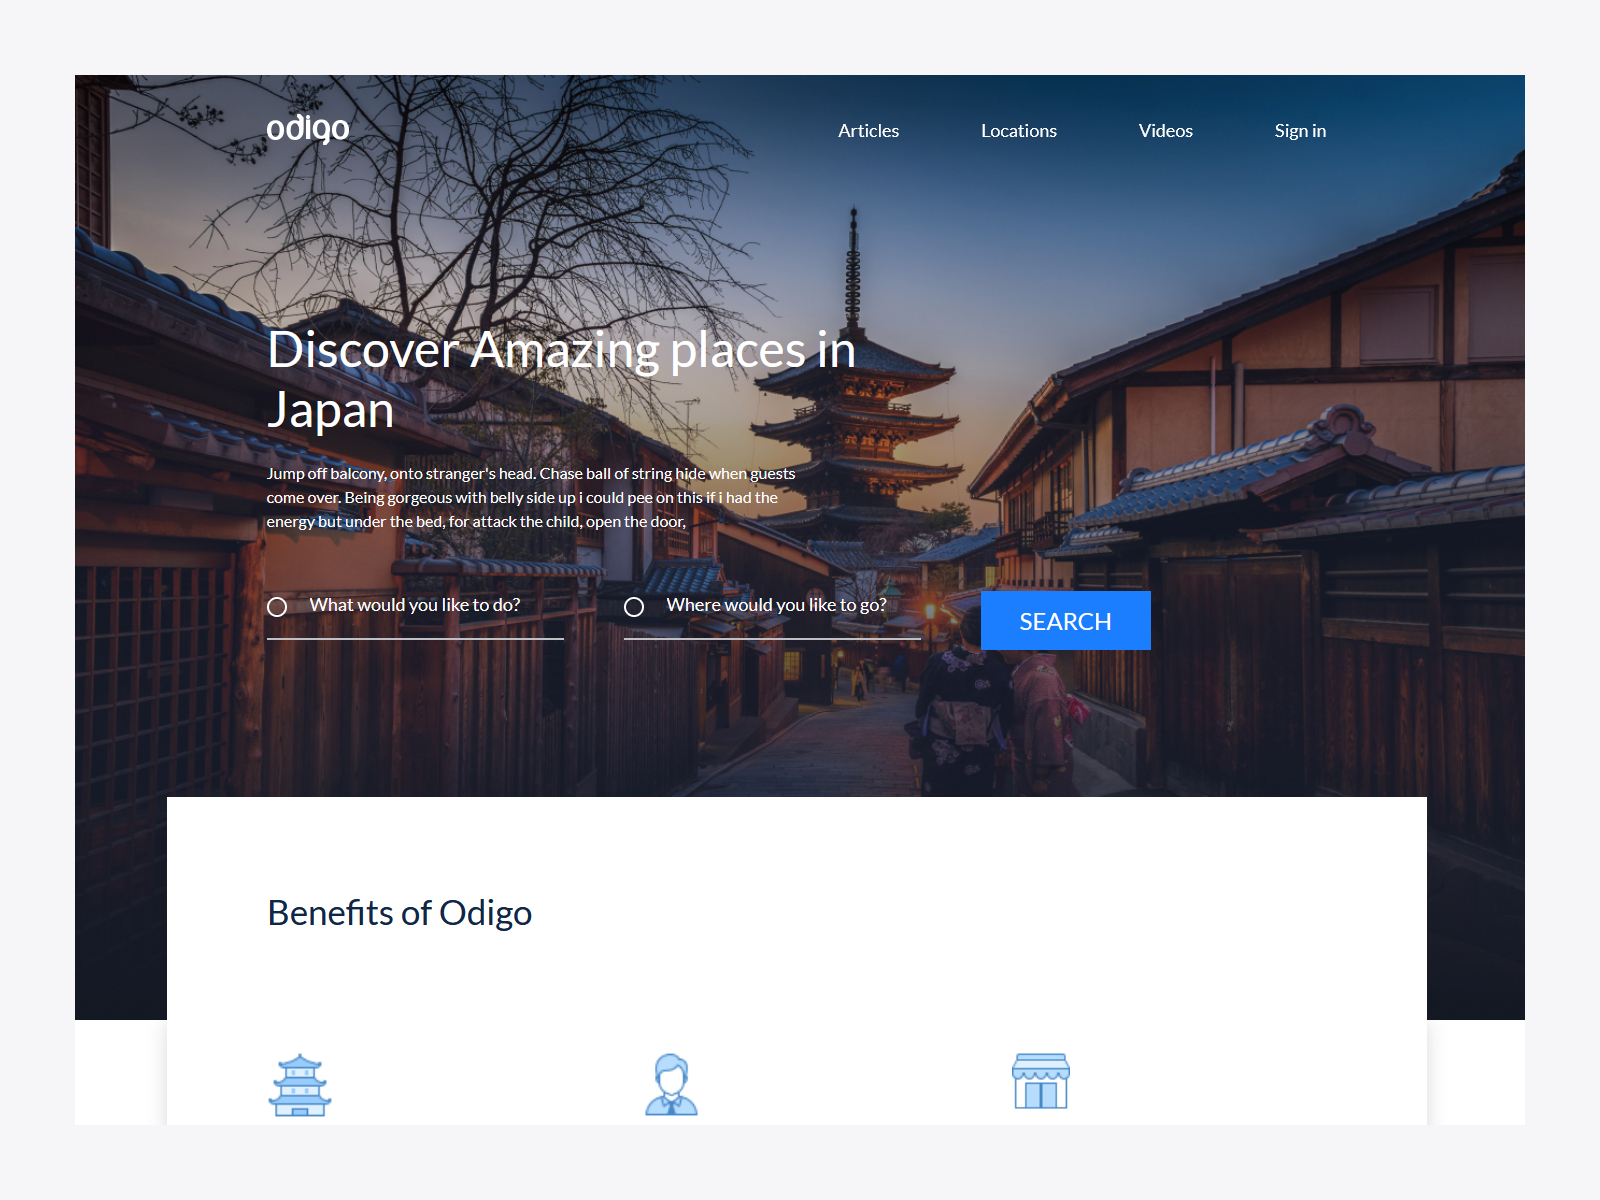 odigo
Articles
Locations
Videos
Sign in
Discover Amazing places in
Japan
Jump off balcony, onto stranger's head. Chase ball of string hide when guests
come over. Being gorgeous with belly side up i could pee on this if i had the
energy but under the bed, for attack the child, open the door,
What would you like to do?
Where would you like to go?
SEARCH
Benefits of Odigo